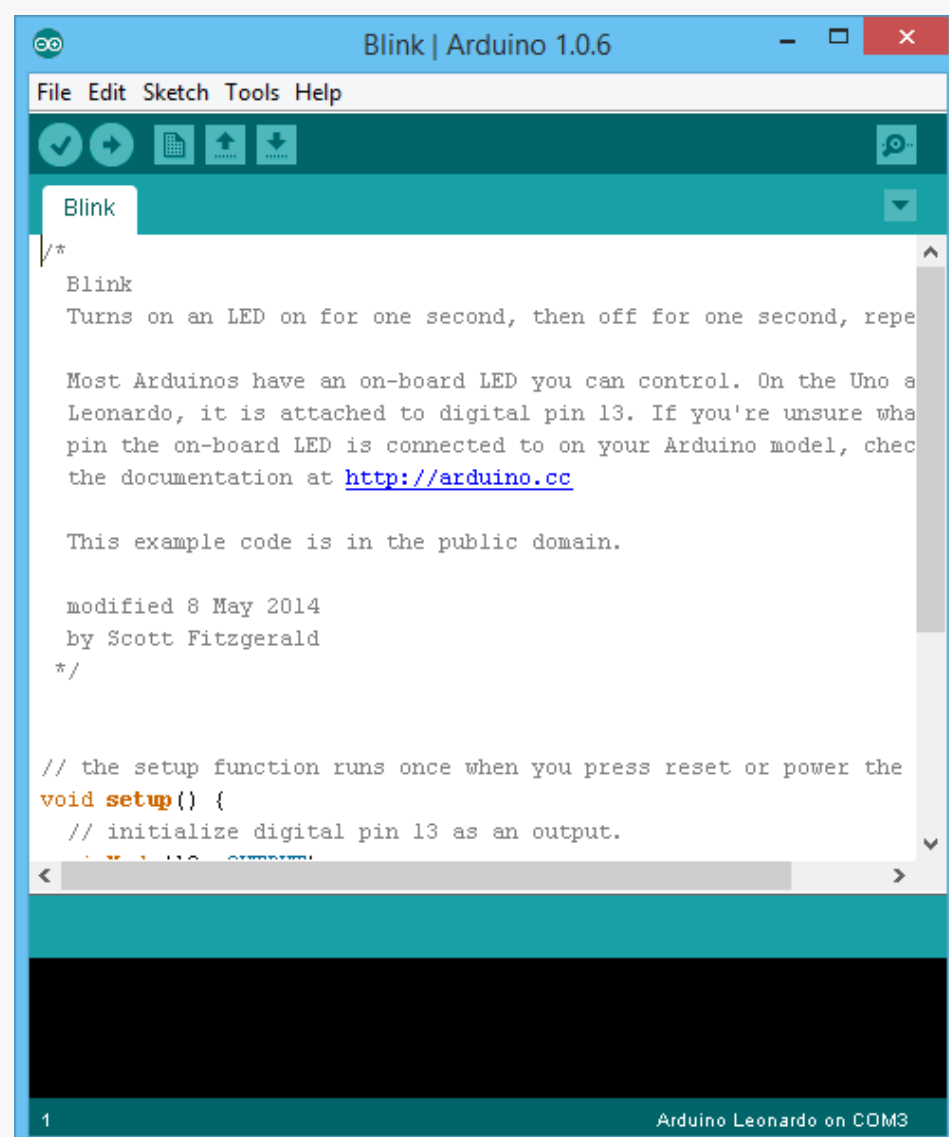 Blink | Arduino 1.0.6
File Edit Sketch Tools Help
Blink
/*
Blink
Turns on an LED on for one second, then off for one second, repe
Most Arduinos have an on-board LED you can control. On the Uno a
Leonardo, it is attached to digital pin 13. If you're unsure wha
pin the on-board LED is connected to on your Arduino model, chec
the documentation at http://arduino.cc
This example code is in the public domain.
modified 8 May 2014
by Scott Fitzgerald
*/
// the setup function runs once when you press reset or power the
void setup() {
// initialize digital pin 13 as an output.
1
Arduino Leonardo on COM3